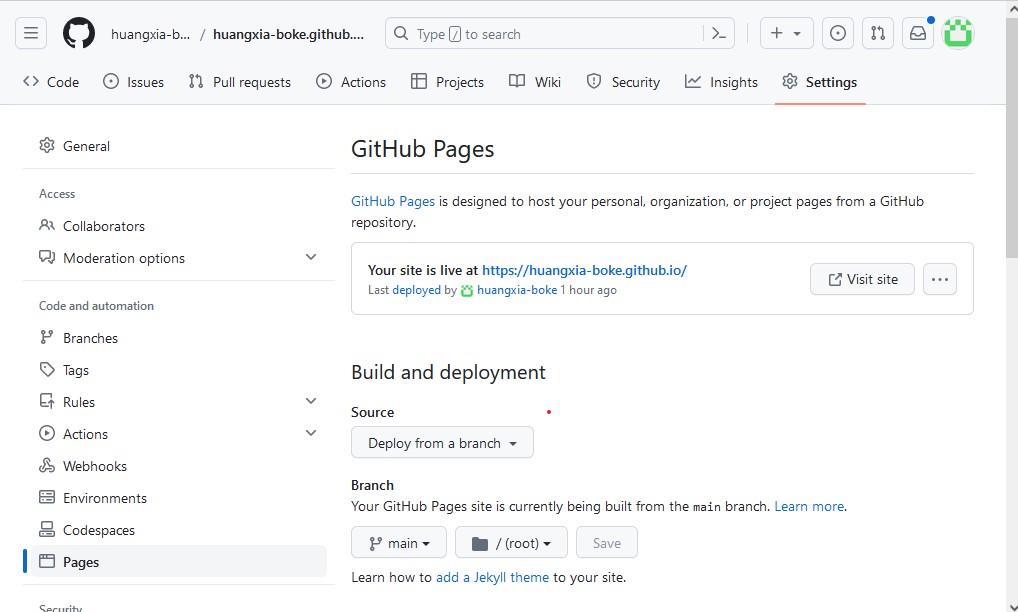 huangxia-b... / huangxia-boke.github.... Type / to search
Code Issues Pull requests Actions Projects Wiki Security Insights Settings
General
Access
Collaborators
Moderation options
Code and automation
Branches
Tags
Rules
Actions
Webhooks
Environments
Codespaces
Pages
Security
GitHub Pages
GitHub Pages is designed to host your personal, organization, or project pages from a GitHub
repository.
Your site is live at https://huangxia-boke.github.io/
Last deployed by huangxia-boke 1 hour ago
Visit site
Build and deployment
Source
Deploy from a branch
Branch
Your GitHub Pages site is currently being built from the main branch. Learn more.
main / (root) Save
Learn how to add a Jekyll theme to your site.